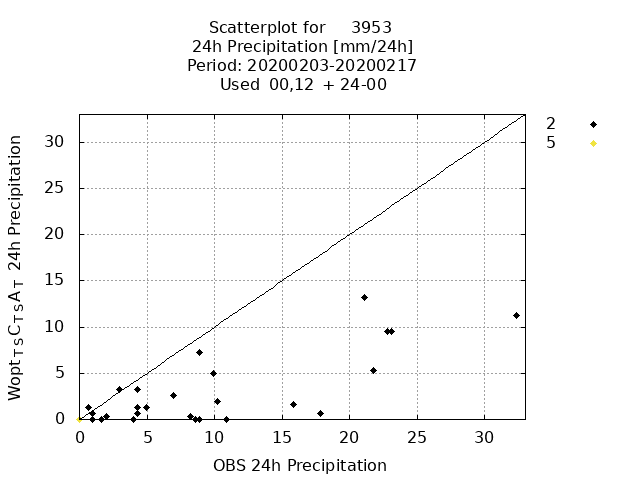 Scatterplot for 3953
24h Precipitation [mm/24h]
Period: 20200203-20200217
Used 00,12 + 24-00
2
5
30
25
20
15
10
5
0
0 5 10 15 20 25 30
Wopt T S C T S A T 24h Precipitation
OBS 24h Precipitation